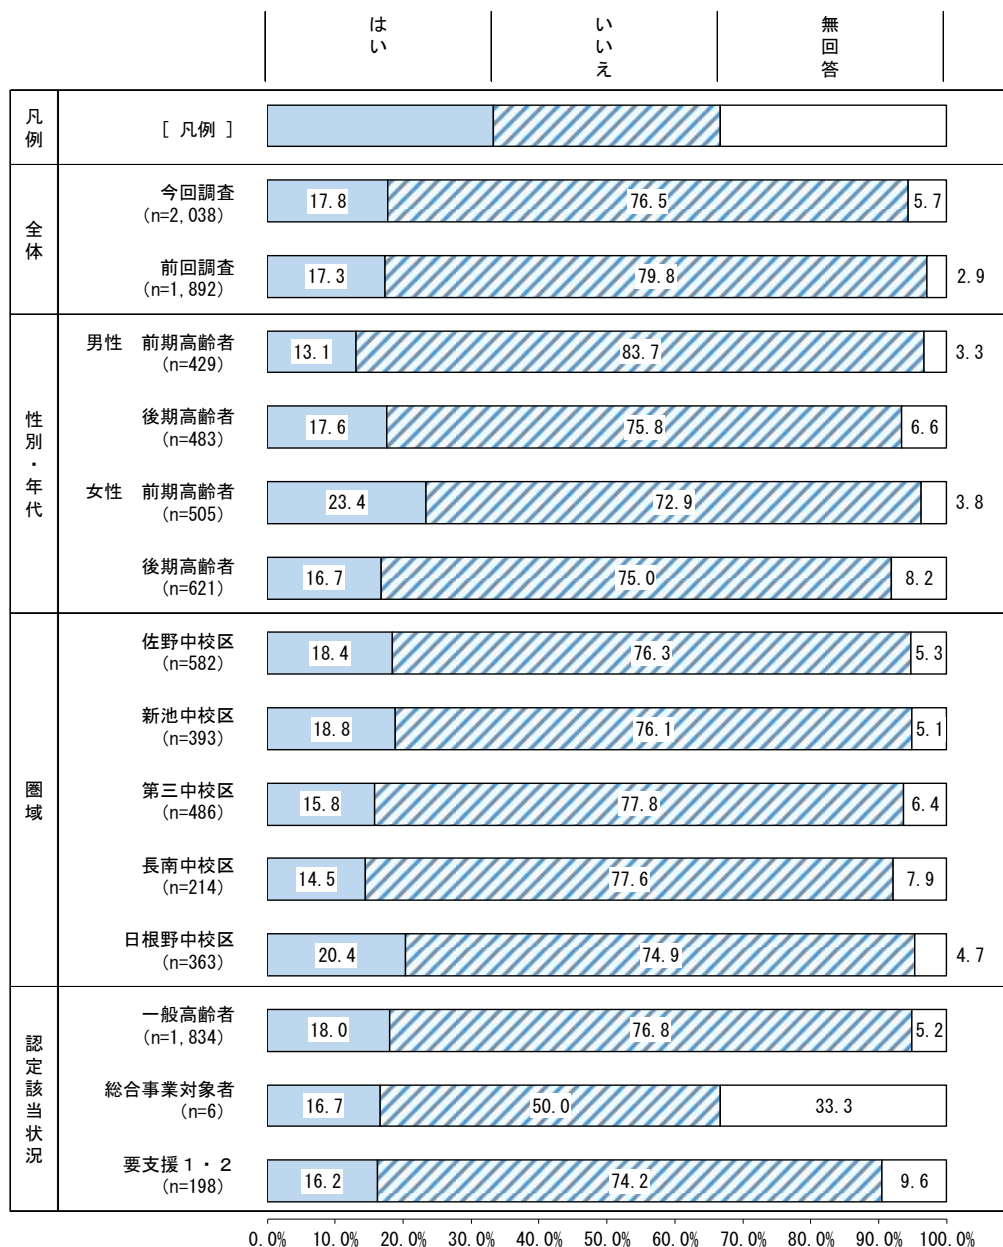 はい
いいえ
無回答
凡例
[ 凡例 ]
全体
今回調査
(n=2,038)
17.8
76.5
5.7
前回調査
(n=1,892)
17.3
79.8
2.9
性別・年代
男性　前期高齢者
(n=429)
13.1
83.7
3.3
後期高齢者
(n=483)
17.6
75.8
6.6
女性　前期高齢者
(n=505)
23.4
72.9
3.8
後期高齢者
(n=621)
16.7
75.0
8.2
圏域
佐野中校区
(n=582)
18.4
76.3
5.3
新池中校区
(n=393)
18.8
76.1
5.1
第三中校区
(n=486)
15.8
77.8
6.4
長南中校区
(n=214)
14.5
77.6
7.9
日根野中校区
(n=363)
20.4
74.9
4.7
認定該当状況
一般高齢者
(n=1,834)
18.0
76.8
5.2
総合事業対象者
(n=6)
16.7
50.0
33.3
要支援１・２
(n=198)
16.2
74.2
9.6
0.0% 10.0% 20.0% 30.0% 40.0% 50.0% 60.0% 70.0% 80.0% 90.0% 100.0%